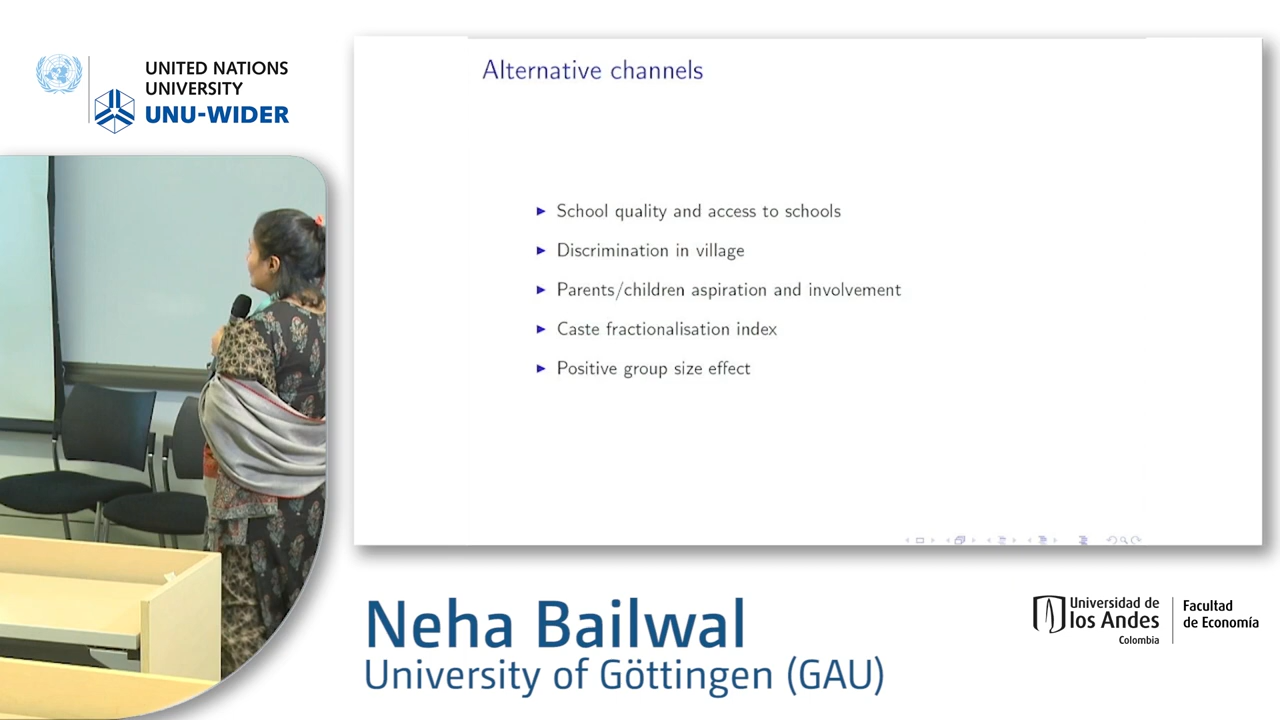 UNITED NATIONS
UNIVERSITY
UNU-WIDER
Alternative channels
School quality and access to schools
Discrimination in village
Parents/children aspiration and involvement
Caste fractionalisation index
Positive group size effect
Neha Bailwal
University of Göttingen (GAU)
Universidad de
los Andes
Colombia
Facultad
de Economía